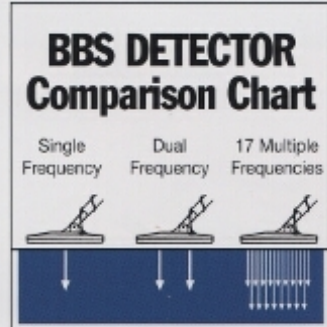 BBS DETECTOR
Comparison Chart
Single
Frequency
Dual
Frequency
17 Multiple
Frequencies